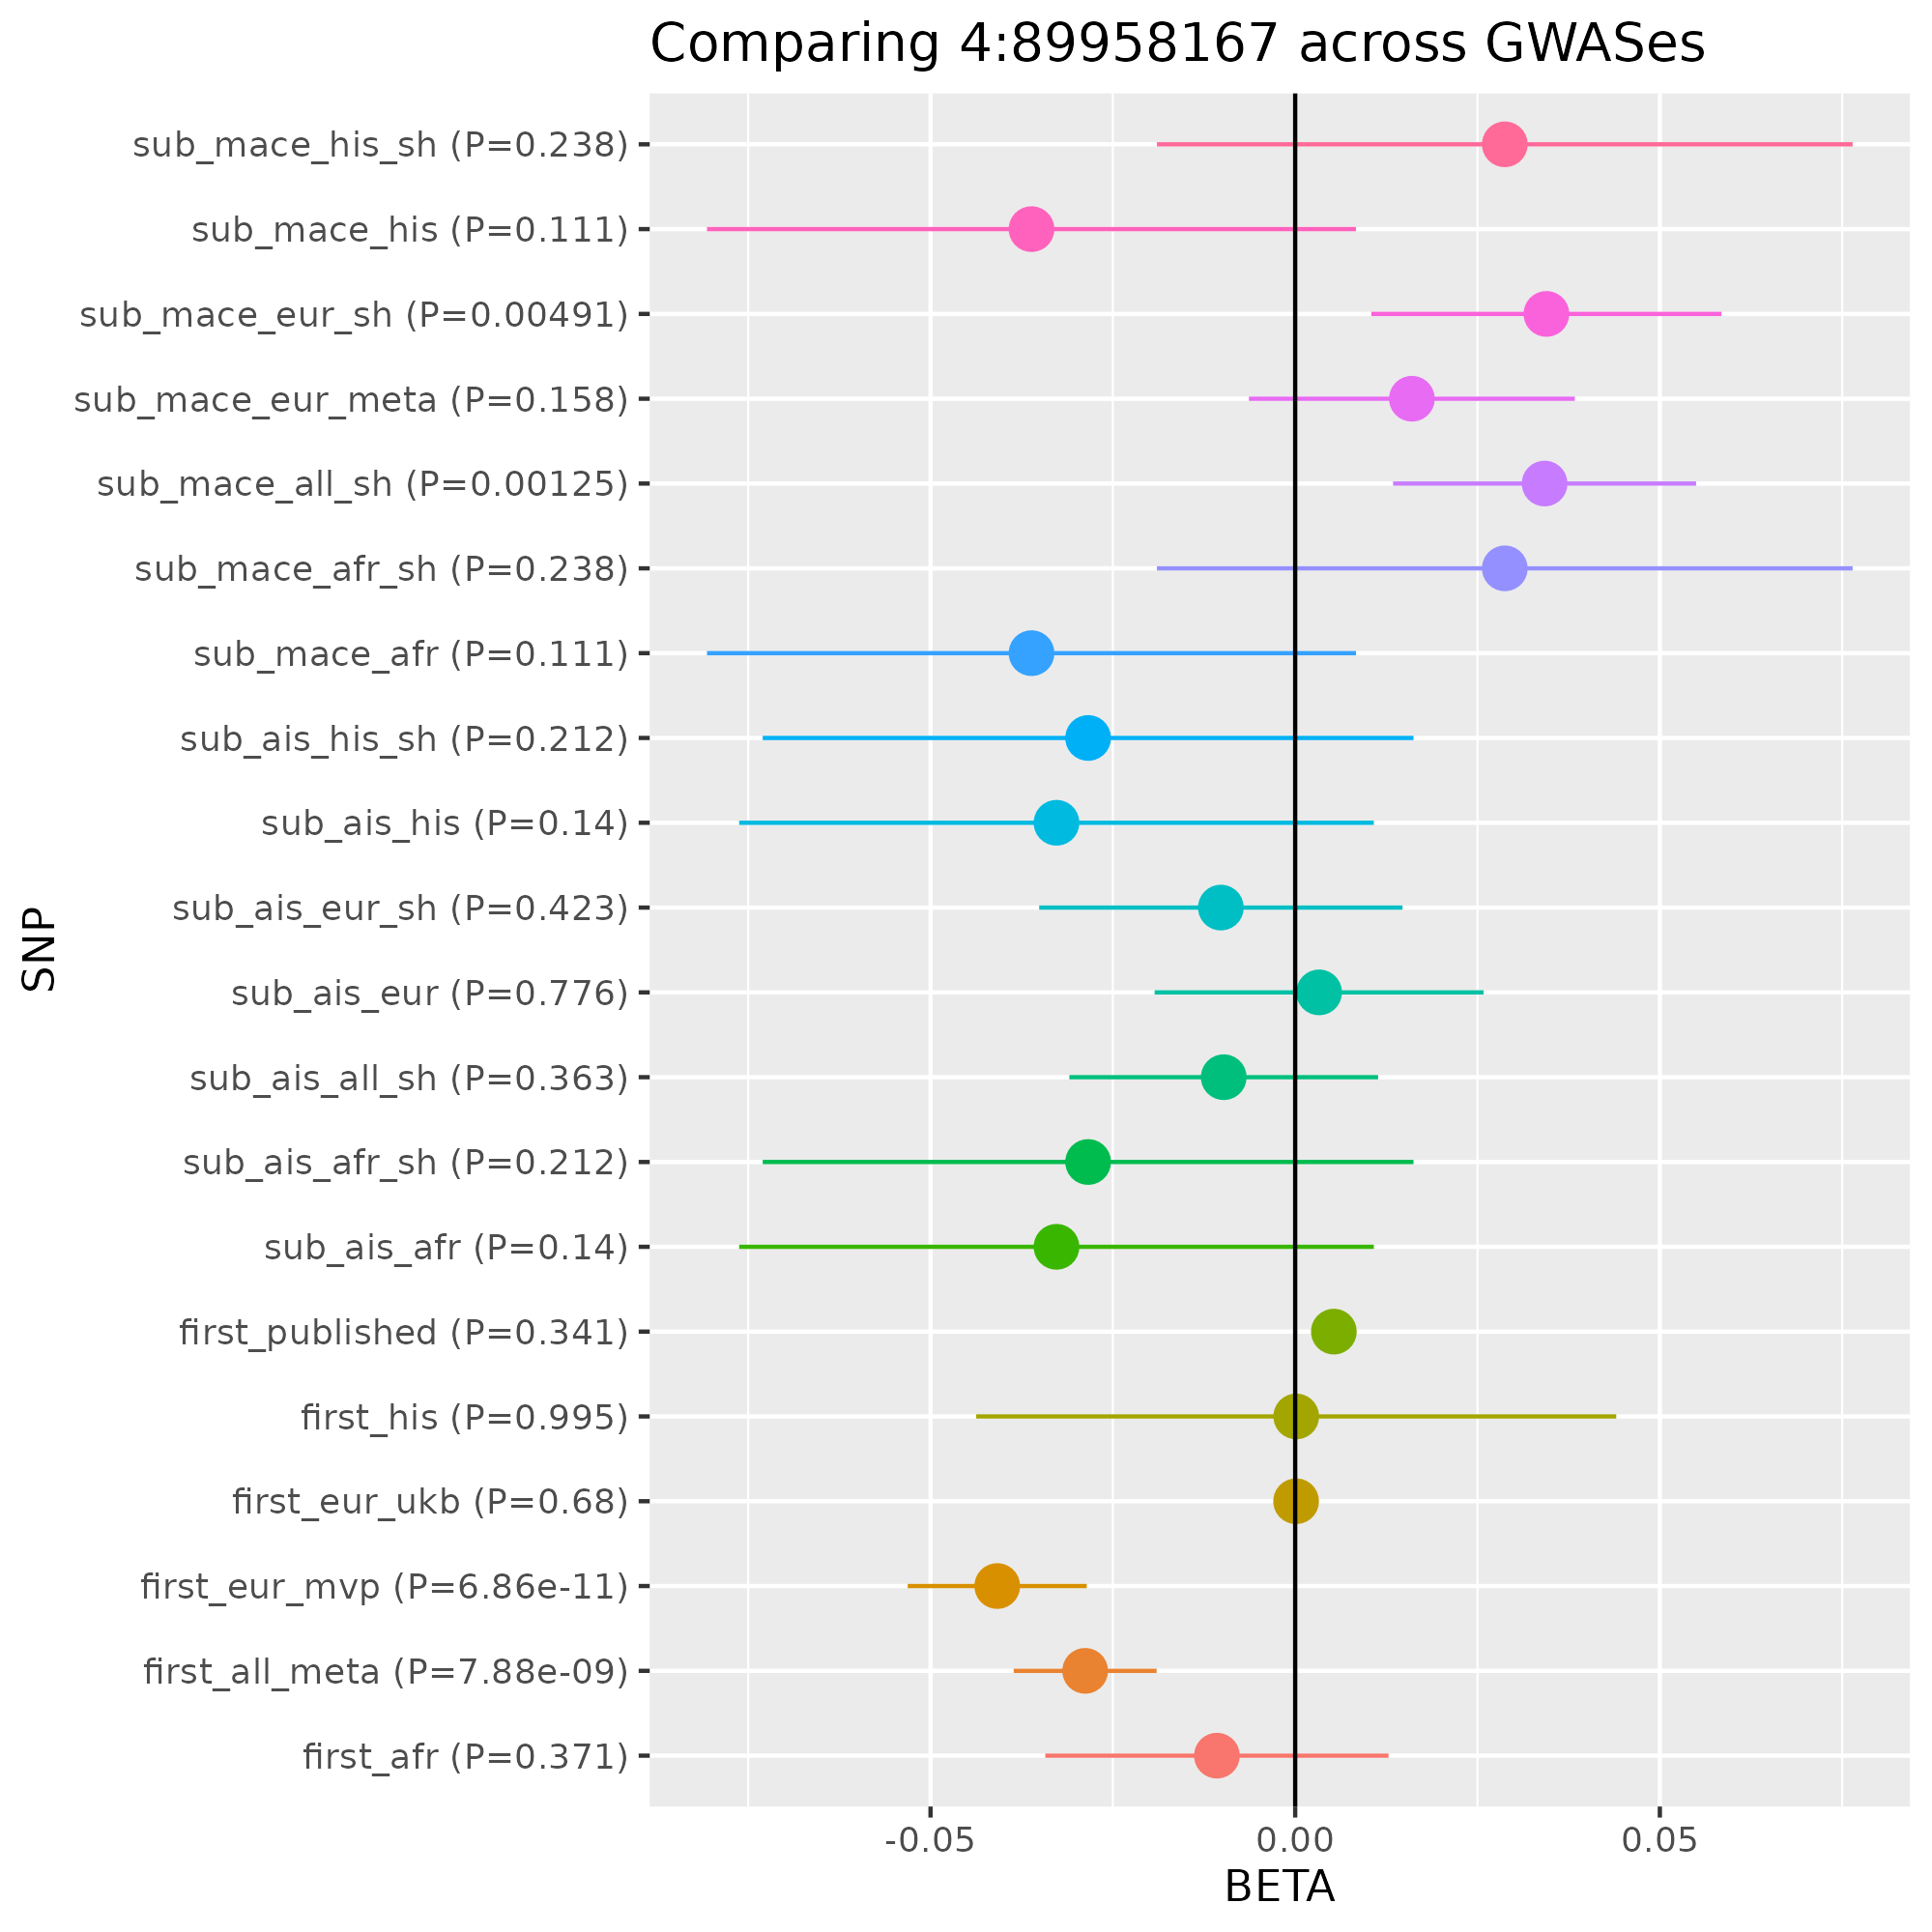 Comparing 4:89958167 across GWASes
sub_mace_his_sh (P=0.238)
sub_mace_his (P=0.111)
sub_mace_eur_sh (P=0.00491)
sub_mace_eur_meta (P=0.158)
sub_mace_all_sh (P=0.00125)
sub_mace_afr_sh (P=0.238)
sub_mace_afr (P=0.111)
sub_ais_his_sh (P=0.212)
sub_ais_his (P=0.14)
sub_ais_eur_sh (P=0.423)
sub_ais_eur (P=0.776)
sub_ais_all_sh (P=0.363)
sub_ais_afr_sh (P=0.212)
sub_ais_afr (P=0.14)
first_published (P=0.341)
first_his (P=0.995)
first_eur_ukb (P=0.68)
first_eur_mvp (P=6.86e-11)
first_all_meta (P=7.88e-09)
first_afr (P=0.371)
SNP
-0.05 0.00 0.05
BETA